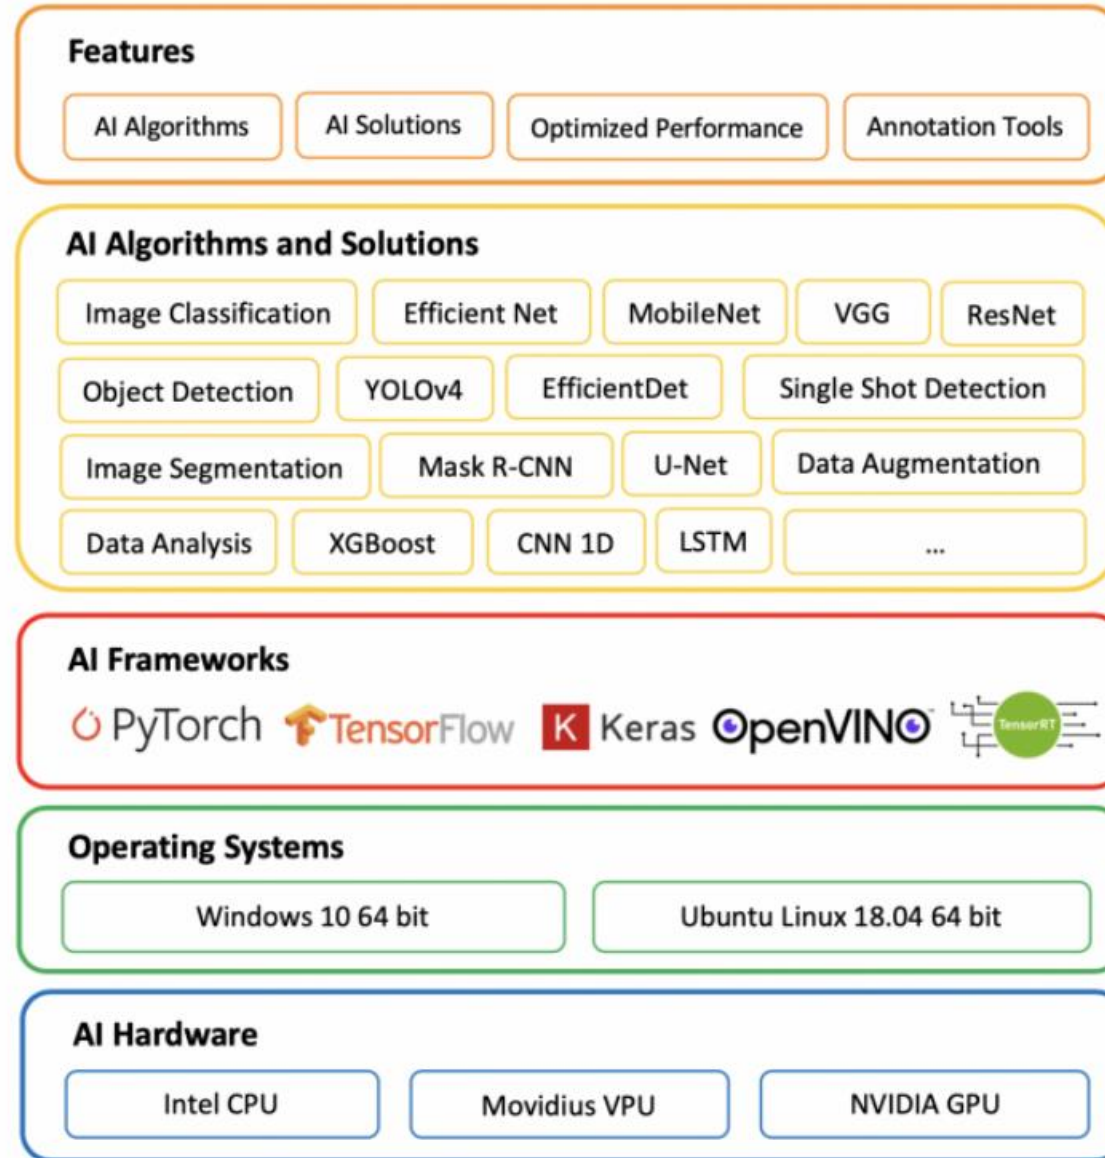 Features
AI Algorithms AI Solutions Optimized Performance Annotation Tools
AI Algorithms and Solutions
Image Classification Efficient Net MobileNet VGG ResNet
Object Detection YOLOv4 EfficientDet Single Shot Detection
Image Segmentation Mask R-CNN U-Net Data Augmentation
Data Analysis XGBoost CNN 1D LSTM ...
AI Frameworks
PyTorch TensorFlow K Keras OpenVINO TensorRT
Operating Systems
Windows 10 64 bit Ubuntu Linux 18.04 64 bit
AI Hardware
Intel CPU Movidius VPU NVIDIA GPU